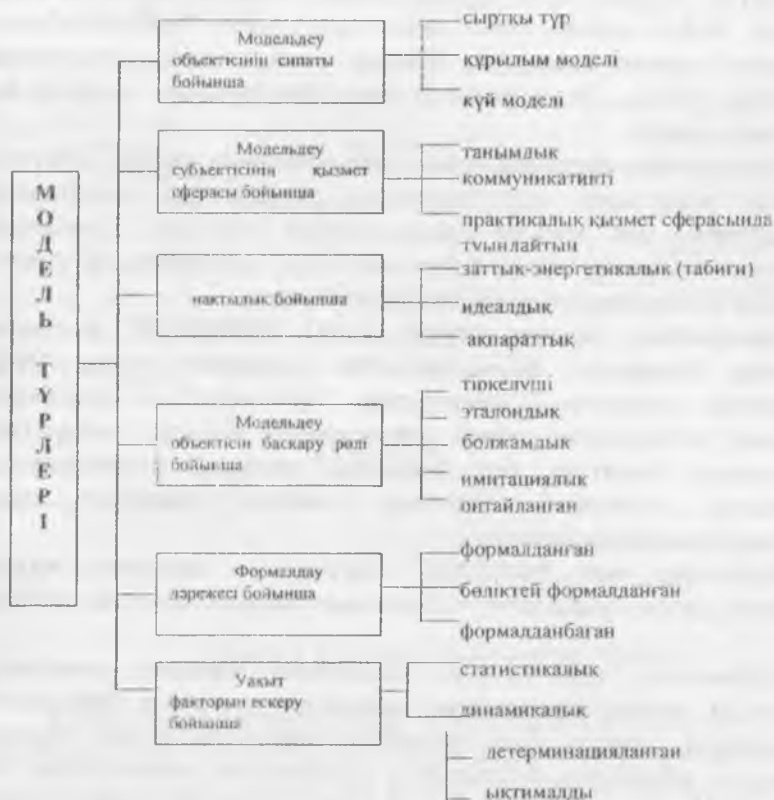 МОДЕЛЬ ТҮРЛЕРІ
Модельдеу
объектісінің сипаты
бойынша
сыртқы түр
құрылым моделі
күй моделі
Модельдеу
субъектісінің қызмет
сферасы бойынша
танымдық
коммуникативті
практикалық қызмет сферасында
туындайтын
нақтылық бойынша
заттық-энергетикалық (табиғи)
идеалдық
ақпараттық
Модельдеу
объектісін басқару рөлі
бойынша
тіркелуші
эталондық
болжамдық
имитациялық
оптайланған
Формалдау
дәрежесі бойынша
формалданған
бөліктей формалданған
формалданбаған
Уақыт
факторын ескеру
бойынша
статистикалық
динамикалық
детерминацияланған
ықтималды